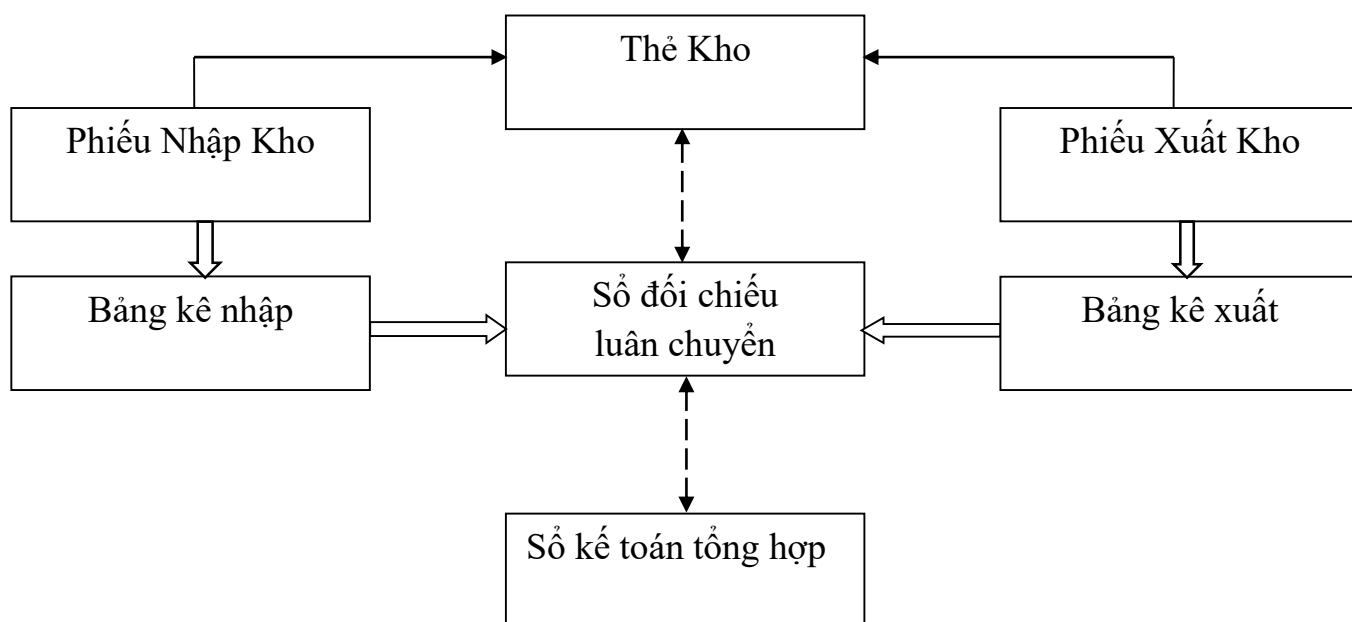 Thẻ Kho
Phiếu Nhập Kho
Phiếu Xuất Kho
Bảng kê nhập
Sổ đối chiếu
luân chuyển
Bảng kê xuất
Sổ kế toán tổng hợp